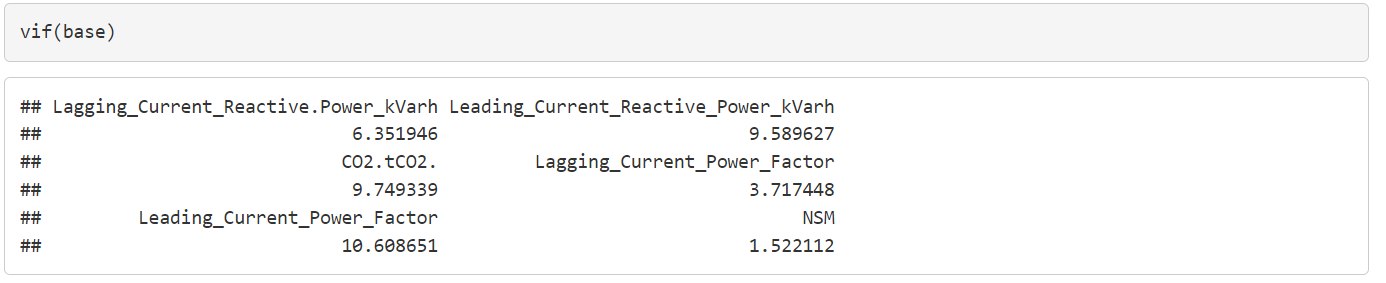 vif(base)
## Lagging_Current_Reactive.Power_kVarh Leading_Current_Reactive_Power_kVarh
##                             6.351946                             9.589627
##                            CO2.tCO2.         Lagging_Current_Power_Factor
##                             9.749339                             3.717448
##         Leading_Current_Power_Factor                                  NSM
##                            10.608651                             1.522112